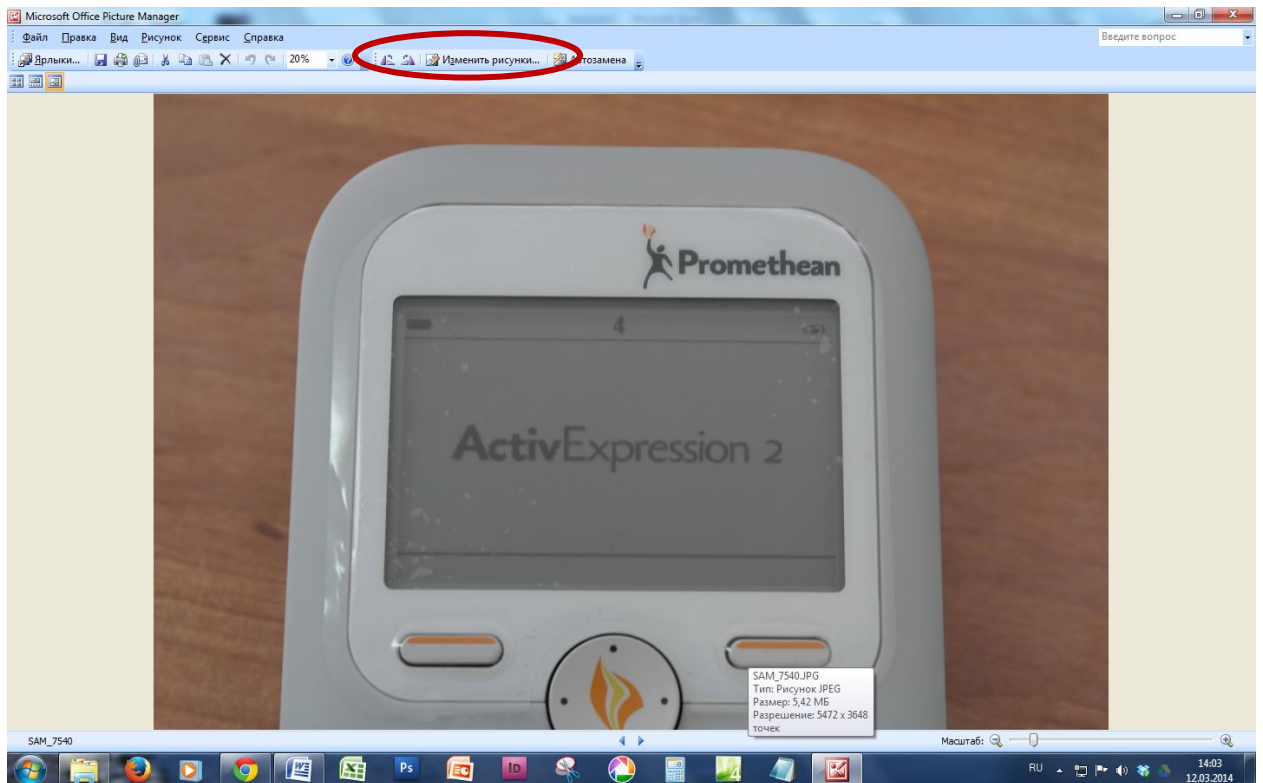 Microsoft Office Picture Manager
Файл Правка Вид Рисунок Сервис Справка
Введите вопрос
Ярлыки... 20% Изменить рисунки... Автозамена
Promethean
4
ActivExpression 2
SAM_7540.JPG
Тип: Рисунок JPEG
Размер: 5,42 МБ
Разрешение: 5472 x 3648
точек
SAM_7540
Масштаб:
Ps
ID
RU
14:03
12.03.2014